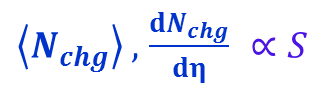 ⟨N_chg⟩, dN_chg/dη ∝ S